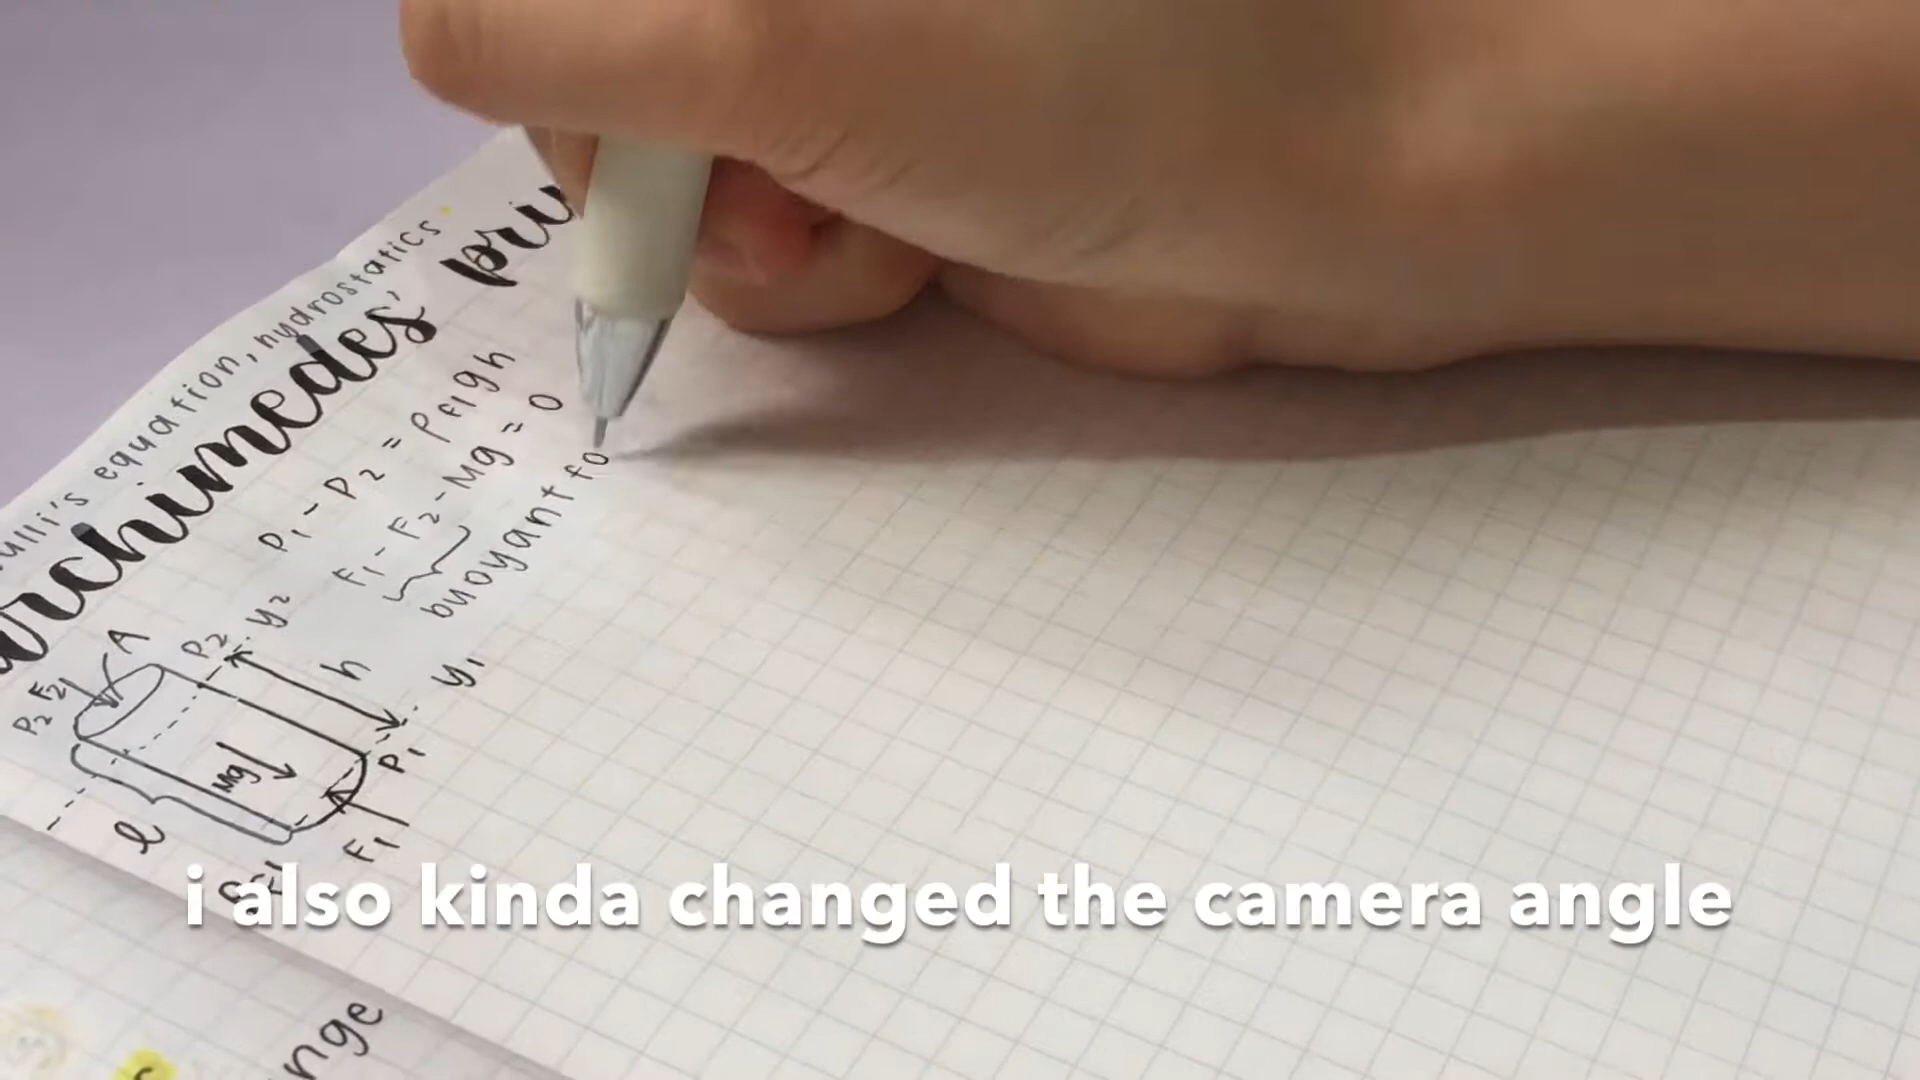 ulli's equation, hydrostatics
archimedes' pri
P₁ - P₂ = ρF1gh
F₁ - F₂ - Mg = 0
buoyant fo
A
F₂
P₂
P₂
y₂
h
y₁
P₁
Mg
F₁
l
i also kinda changed the camera angle
nge